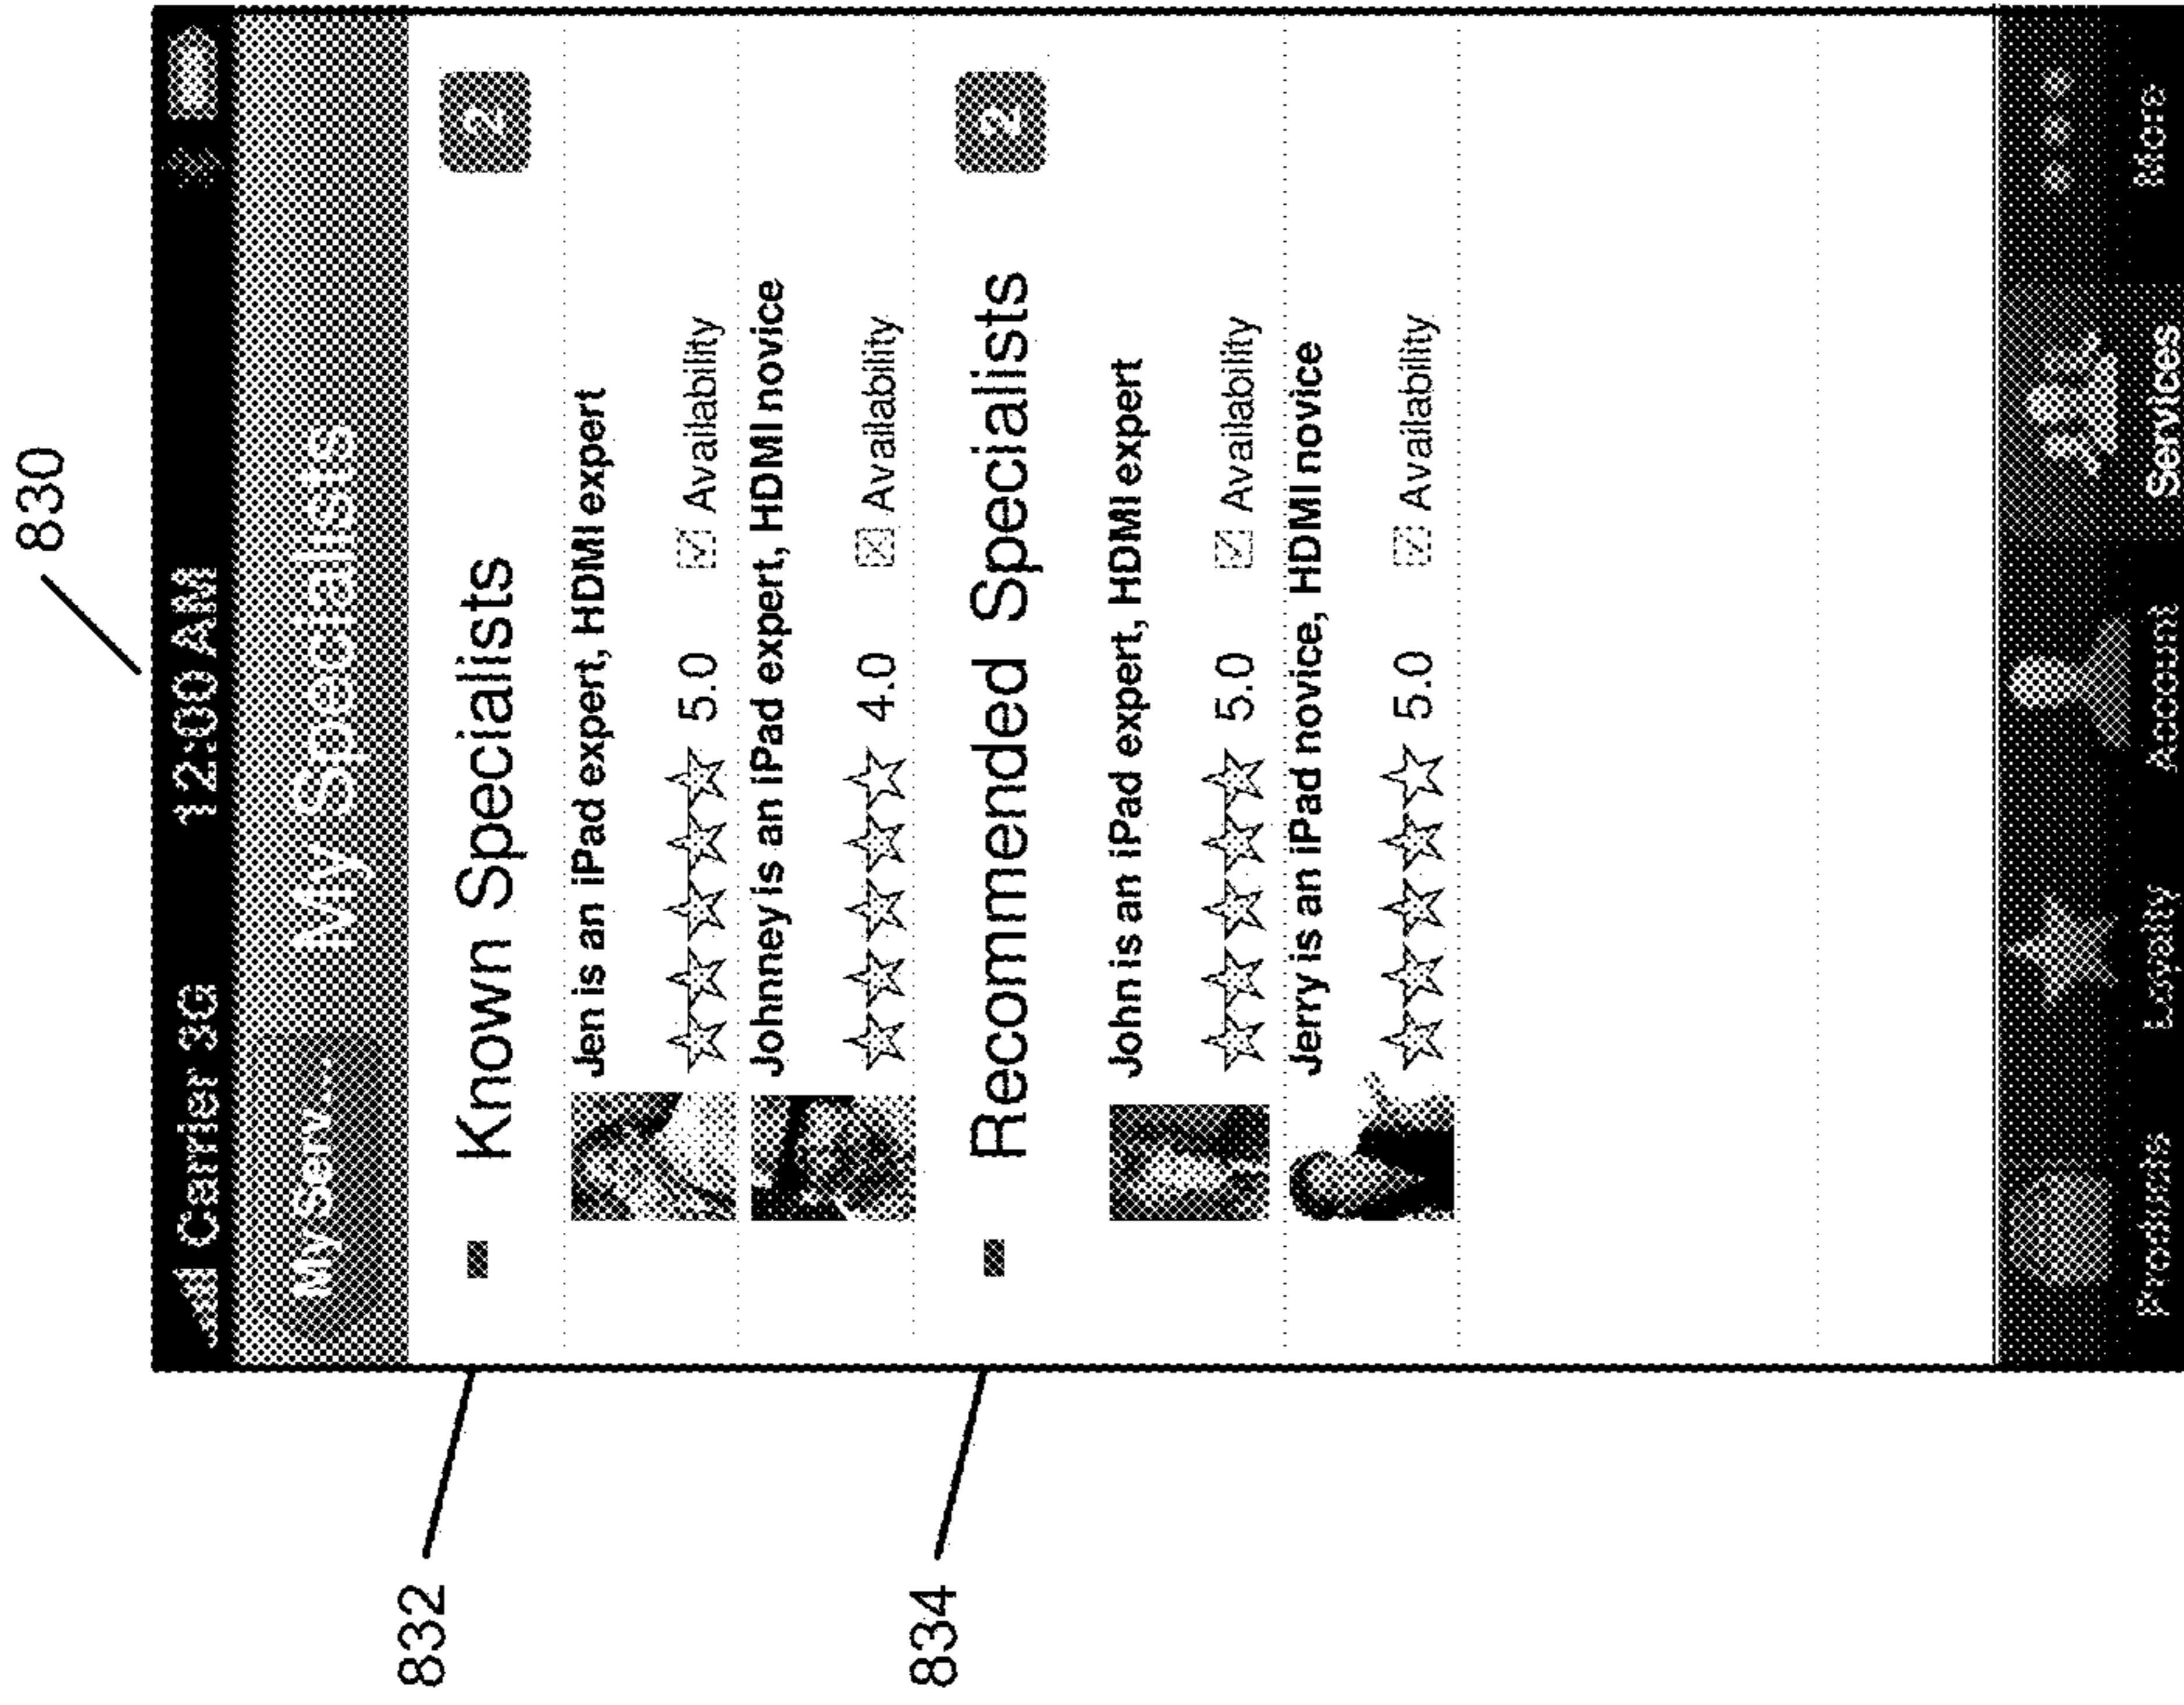 830
Carrier 3G 12:00 AM
My Serv... My Specialists
832
Known Specialists 2
Jen is an iPad expert, HDMI expert
5.0 Availability
Johnney is an iPad expert, HDMI novice
4.0 Availability
834
Recommended Specialists 2
John is an iPad expert, HDMI expert
5.0 Availability
Jerry is an iPad novice, HDMI novice
5.0 Availability
Products Loyalty Account Services More